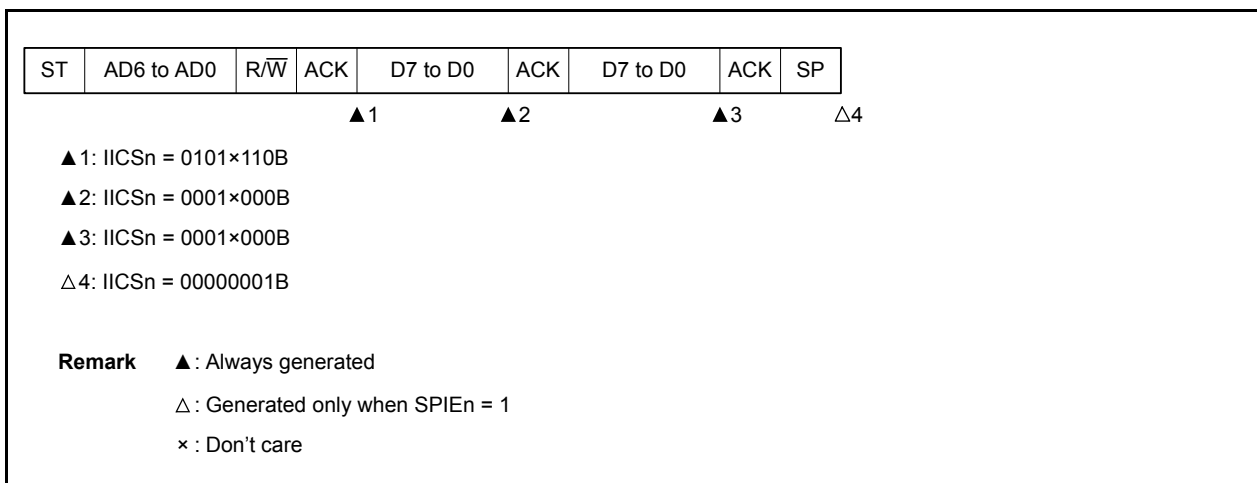 ST AD6 to AD0 R/W̅ ACK D7 to D0 ACK D7 to D0 ACK SP
▲1 ▲2 ▲3 △4
▲1: IICSn = 0101×110B
▲2: IICSn = 0001×000B
▲3: IICSn = 0001×000B
△4: IICSn = 00000001B
Remark ▲: Always generated
△: Generated only when SPIEn = 1
×: Don't care